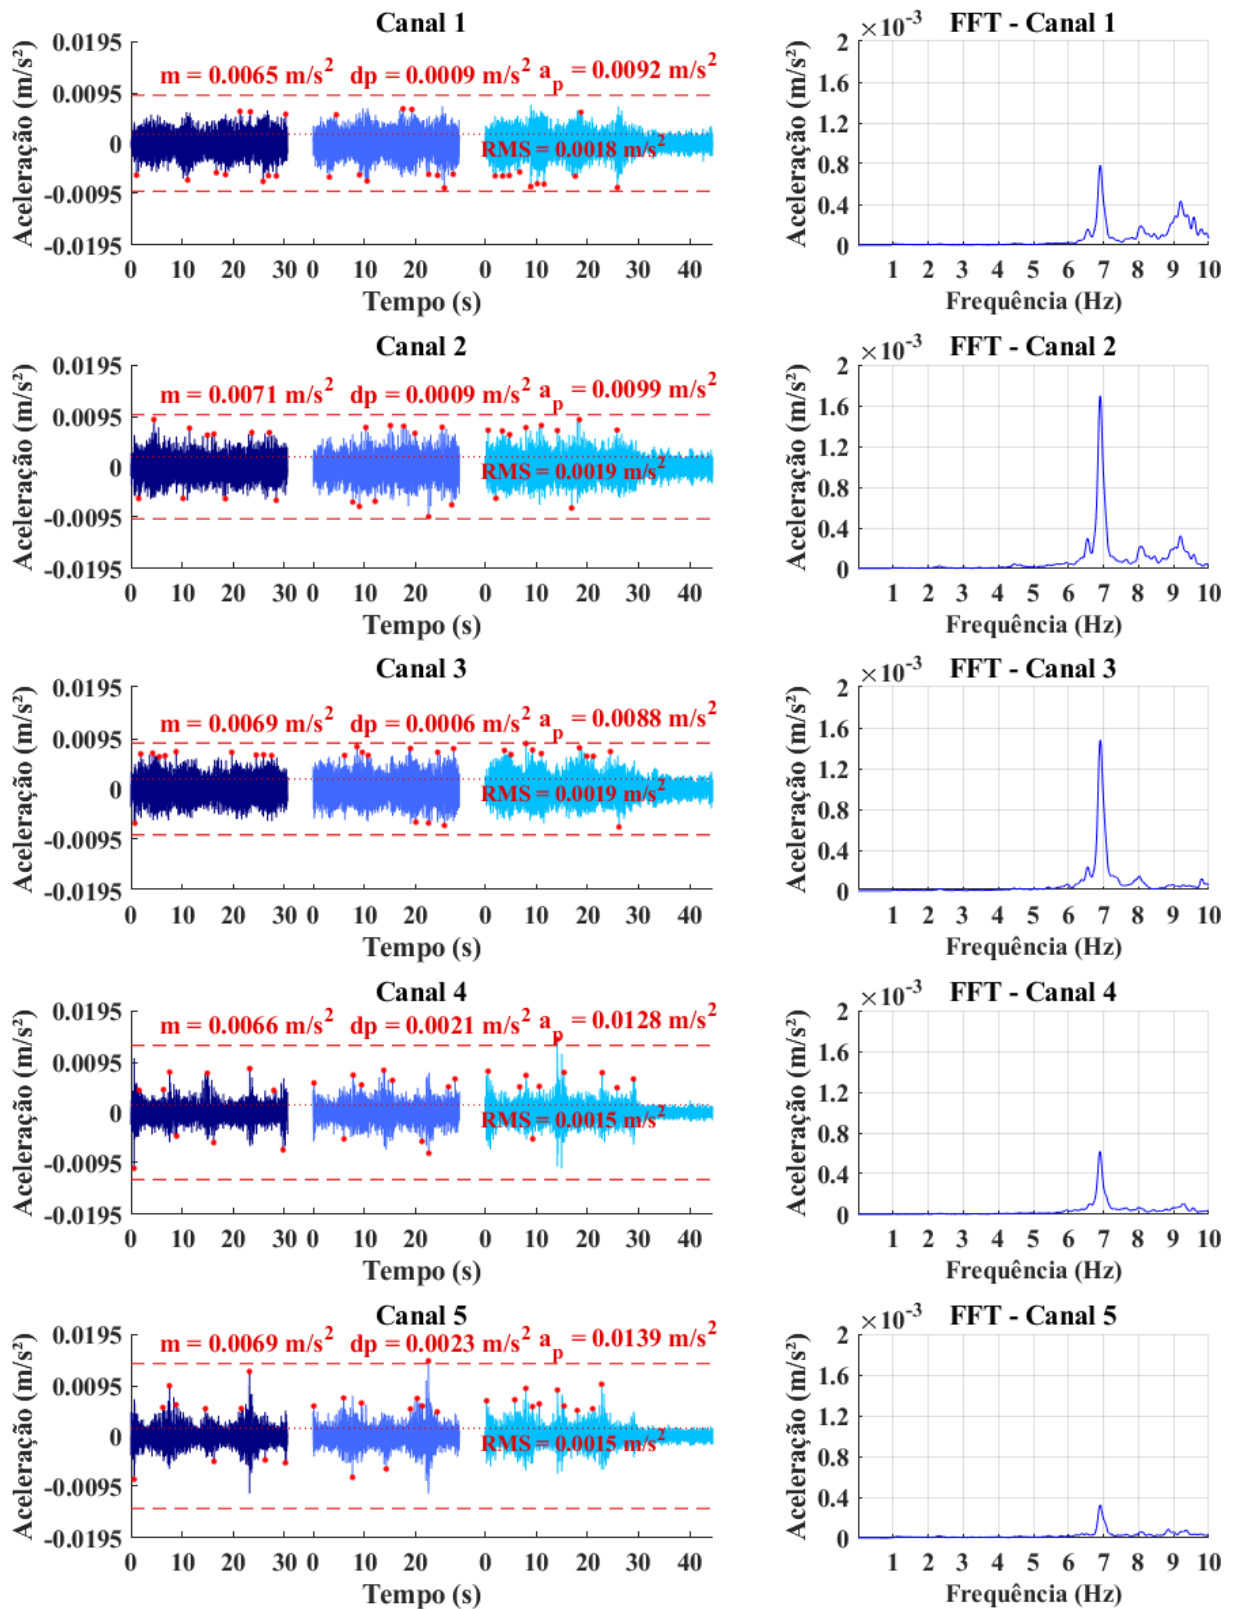 Canal 1
Aceleração (m/s²)
0.0195
0.0095
0
-0.0095
-0.0195
m = 0.0065 m/s² dp = 0.0009 m/s² aₚ = 0.0092 m/s²
RMS = 0.0018 m/s²
0 10 20 30 0 10 20 0 10 20 30 40
Tempo (s)
×10⁻³ FFT - Canal 1
Aceleração (m/s²)
2
1.6
1.2
0.8
0.4
0
1 2 3 4 5 6 7 8 9 10
Frequência (Hz)
Canal 2
Aceleração (m/s²)
0.0195
0.0095
0
-0.0095
-0.0195
m = 0.0071 m/s² dp = 0.0009 m/s² aₚ = 0.0099 m/s²
RMS = 0.0019 m/s²
0 10 20 30 0 10 20 0 10 20 30 40
Tempo (s)
×10⁻³ FFT - Canal 2
Aceleração (m/s²)
2
1.6
1.2
0.8
0.4
0
1 2 3 4 5 6 7 8 9 10
Frequência (Hz)
Canal 3
Aceleração (m/s²)
0.0195
0.0095
0
-0.0095
-0.0195
m = 0.0069 m/s² dp = 0.0006 m/s² aₚ = 0.0088 m/s²
RMS = 0.0019 m/s²
0 10 20 30 0 10 20 0 10 20 30 40
Tempo (s)
×10⁻³ FFT - Canal 3
Aceleração (m/s²)
2
1.6
1.2
0.8
0.4
0
1 2 3 4 5 6 7 8 9 10
Frequência (Hz)
Canal 4
Aceleração (m/s²)
0.0195
0.0095
0
-0.0095
-0.0195
m = 0.0066 m/s² dp = 0.0021 m/s² aₚ = 0.0128 m/s²
RMS = 0.0015 m/s²
0 10 20 30 0 10 20 0 10 20 30 40
Tempo (s)
×10⁻³ FFT - Canal 4
Aceleração (m/s²)
2
1.6
1.2
0.8
0.4
0
1 2 3 4 5 6 7 8 9 10
Frequência (Hz)
Canal 5
Aceleração (m/s²)
0.0195
0.0095
0
-0.0095
-0.0195
m = 0.0069 m/s² dp = 0.0023 m/s² aₚ = 0.0139 m/s²
RMS = 0.0015 m/s²
0 10 20 30 0 10 20 0 10 20 30 40
Tempo (s)
×10⁻³ FFT - Canal 5
Aceleração (m/s²)
2
1.6
1.2
0.8
0.4
0
1 2 3 4 5 6 7 8 9 10
Frequência (Hz)